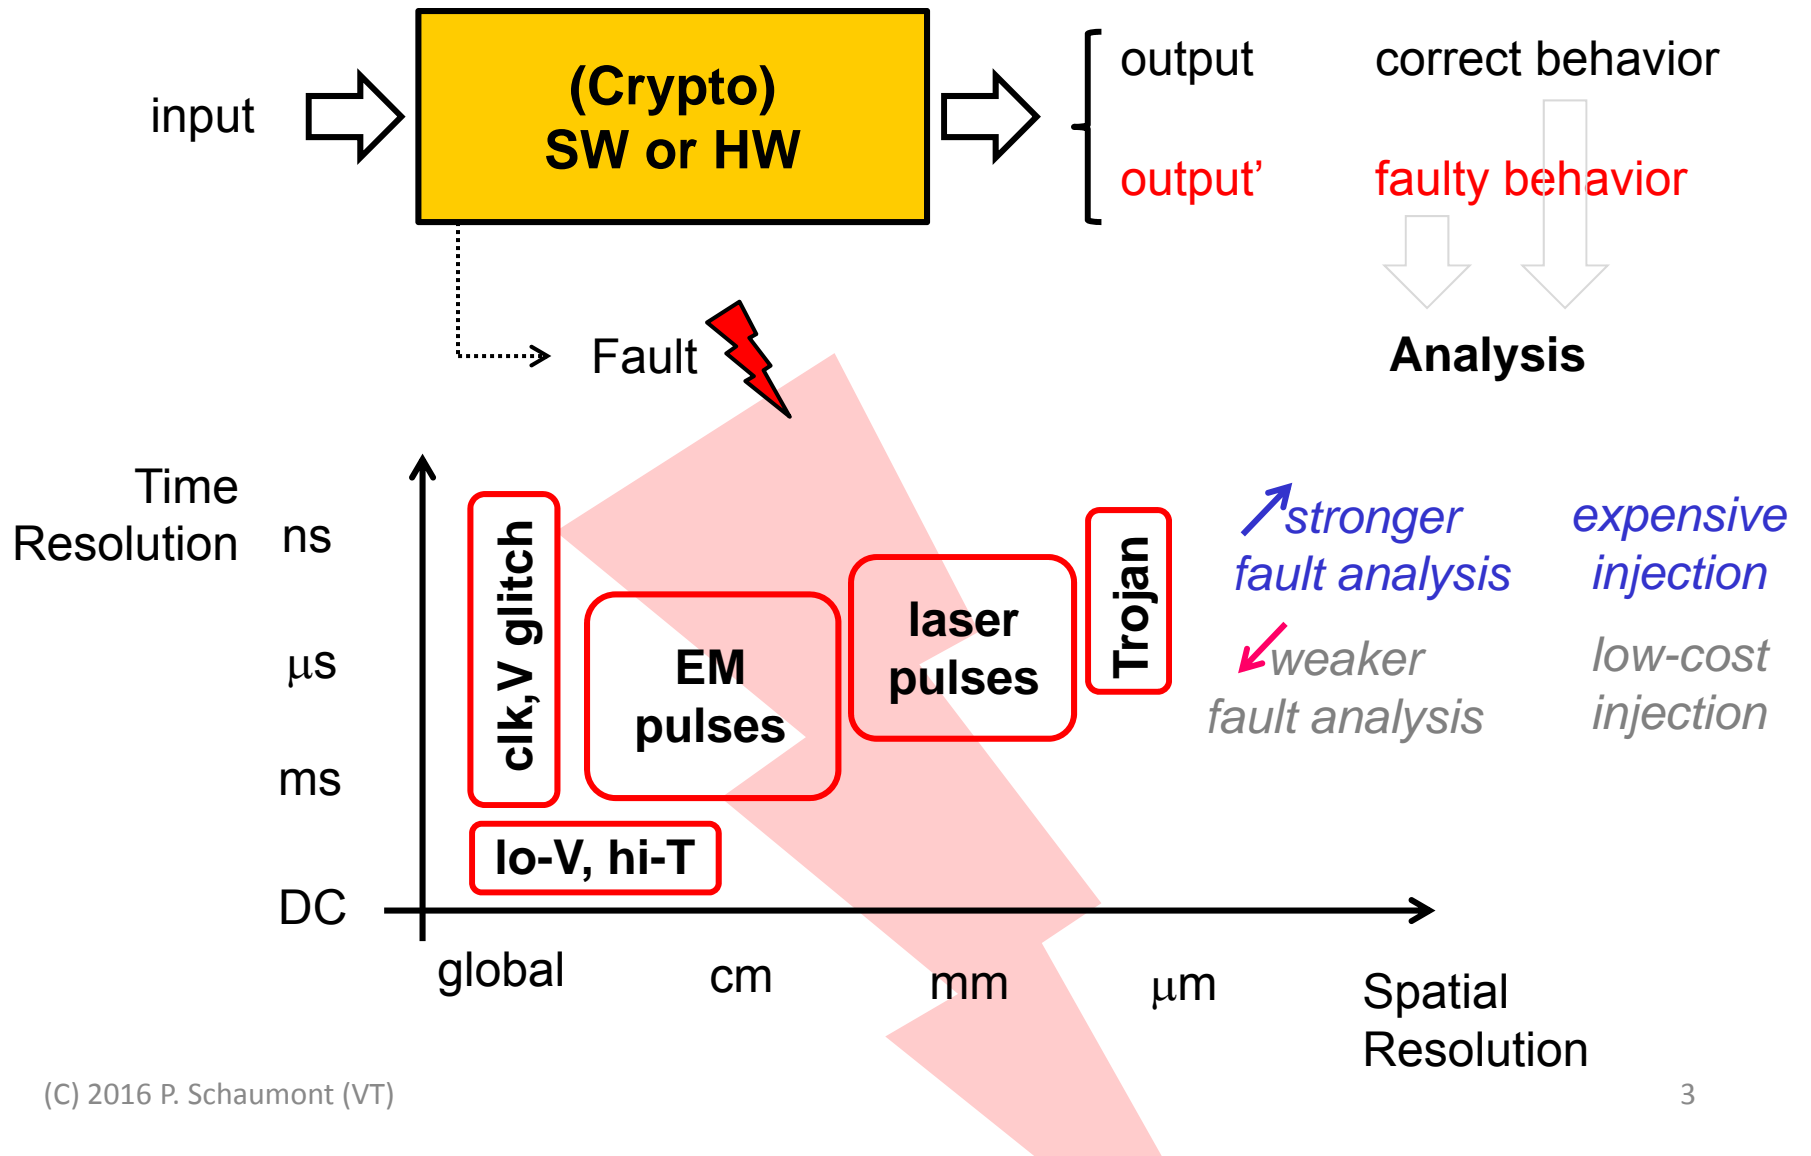 input
(Crypto)
SW or HW
output
correct behavior
output’
faulty behavior
Fault
Analysis
Time
Resolution
ns
μs
ms
DC
clk,V glitch
EM
pulses
laser
pulses
Trojan
lo-V, hi-T
stronger
fault analysis
expensive
injection
weaker
fault analysis
low-cost
injection
global
cm
mm
μm
Spatial
Resolution
(C) 2016 P. Schaumont (VT)
3